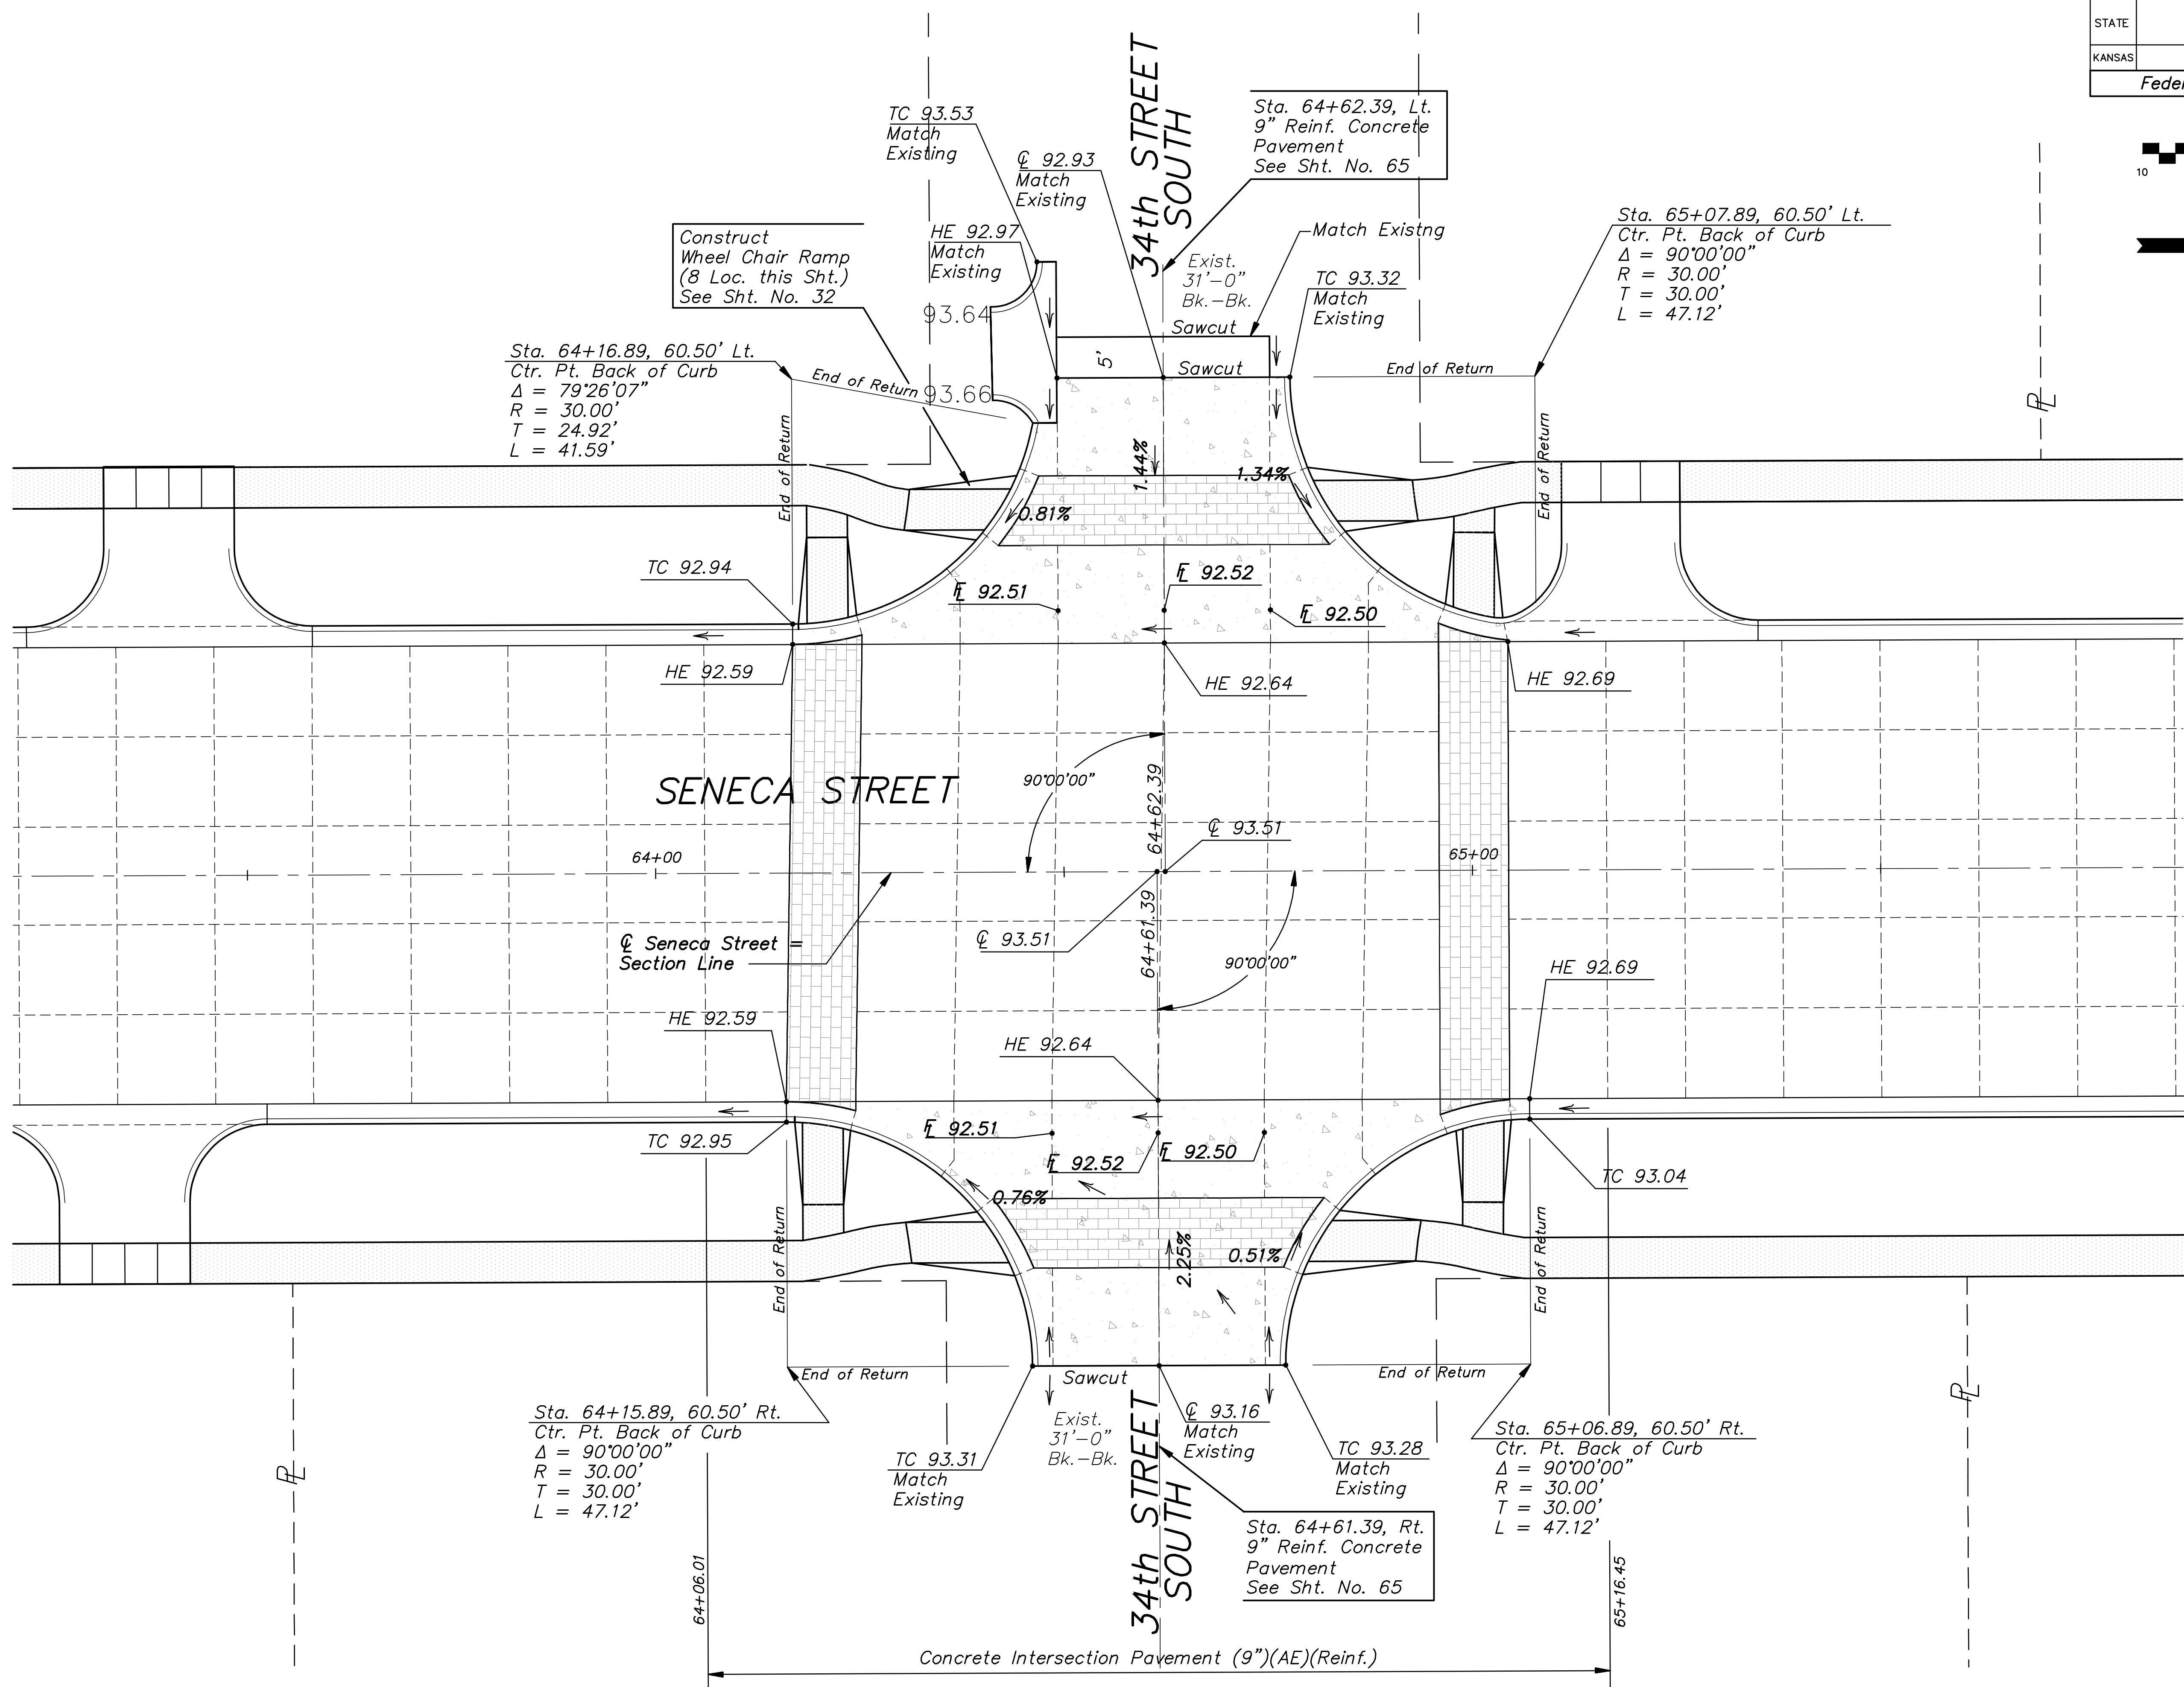 STATE
KANSAS
Feder
10
34th STREET
SOUTH
TC 93.53
Match
Existing
℄ 92.93
Match
Existing
HE 92.97
Match
Existing
Sta. 64+62.39, Lt.
9" Reinf. Concrete
Pavement
See Sht. No. 65
Match Existng
Exist.
31'-0"
Bk.-Bk.
TC 93.32
Match
Existing
Sta. 65+07.89, 60.50' Lt.
Ctr. Pt. Back of Curb
Δ = 90°00'00"
R = 30.00'
T = 30.00'
L = 47.12'
Construct
Wheel Chair Ramp
(8 Loc. this Sht.)
See Sht. No. 32
93.64
93.66
Sta. 64+16.89, 60.50' Lt.
Ctr. Pt. Back of Curb
Δ = 79°26'07"
R = 30.00'
T = 24.92'
L = 41.59'
End of Return
End of Return
End of Return
End of Return
Sawcut
Sawcut
5'
PL
1.44%
1.34%
0.81%
TC 92.94
FL 92.51
FL 92.52
FL 92.50
HE 92.59
HE 92.64
HE 92.69
SENECA STREET
90°00'00"
64+62.39
℄ 93.51
64+00
65+00
64+61.39
℄ 93.51
90°00'00"
℄ Seneca Street =
Section Line
HE 92.69
HE 92.59
HE 92.64
TC 92.95
FL 92.51
FL 92.52
FL 92.50
TC 93.04
0.76%
2.25%
0.51%
End of Return
End of Return
End of Return
End of Return
Sawcut
Sta. 64+15.89, 60.50' Rt.
Ctr. Pt. Back of Curb
Δ = 90°00'00"
R = 30.00'
T = 30.00'
L = 47.12'
TC 93.31
Match
Existing
Exist.
31'-0"
Bk.-Bk.
℄ 93.16
Match
Existing
TC 93.28
Match
Existing
Sta. 65+06.89, 60.50' Rt.
Ctr. Pt. Back of Curb
Δ = 90°00'00"
R = 30.00'
T = 30.00'
L = 47.12'
PL
PL
34th STREET
SOUTH
Sta. 64+61.39, Rt.
9" Reinf. Concrete
Pavement
See Sht. No. 65
64+06.01
65+16.45
Concrete Intersection Pavement (9")(AE)(Reinf.)